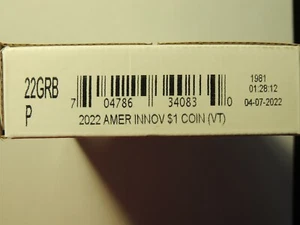 22GRB
P
7 04786 34083 0
2022 AMER INNOV $1 COIN (VT)
1981
01:28:12
04-07-2022